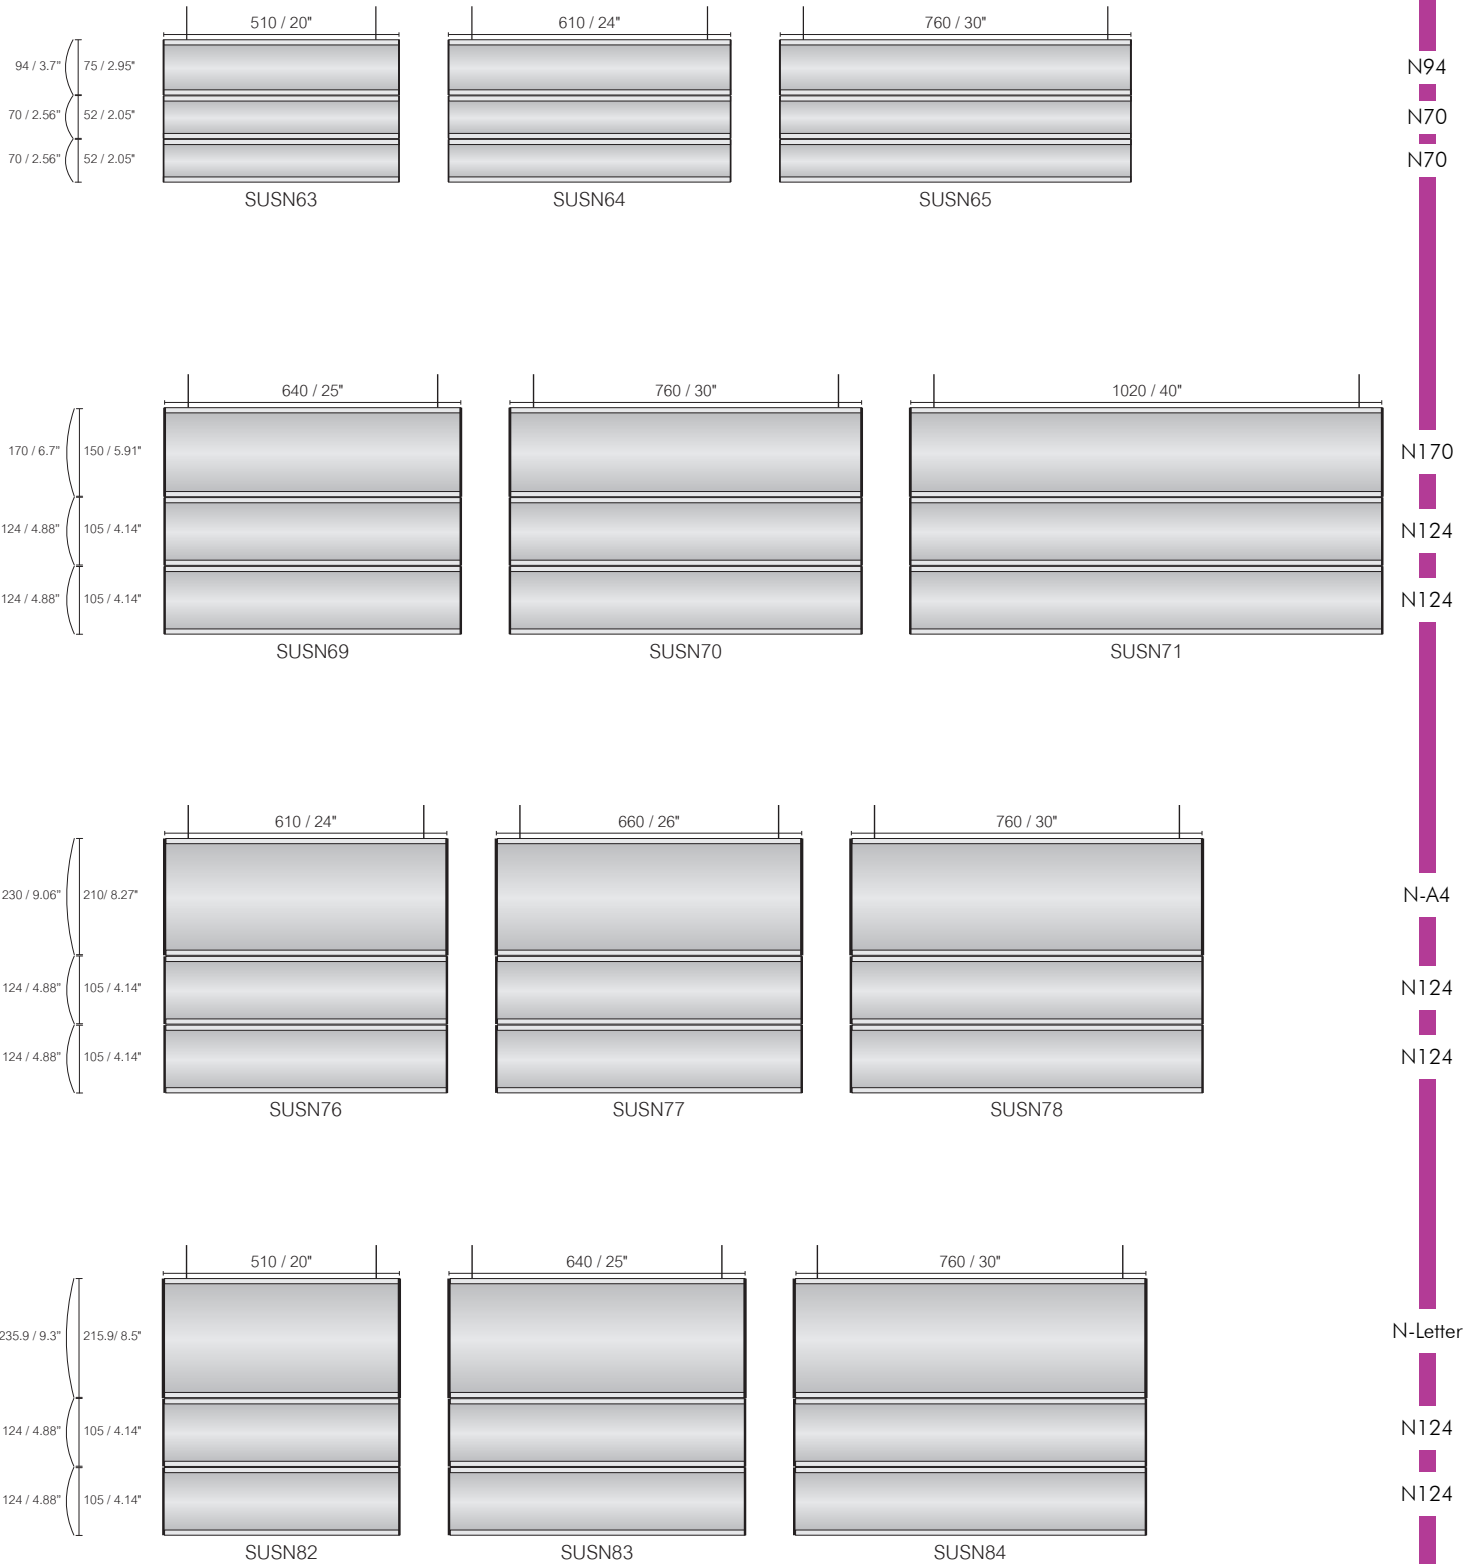 510 / 20"
610 / 24"
760 / 30"
94 / 3.7"
75 / 2.95"
N94
70 / 2.56"
52 / 2.05"
N70
70 / 2.56"
52 / 2.05"
N70
SUSN63
SUSN64
SUSN65
640 / 25"
760 / 30"
1020 / 40"
170 / 6.7"
150 / 5.91"
N170
124 / 4.88"
105 / 4.14"
N124
124 / 4.88"
105 / 4.14"
N124
SUSN69
SUSN70
SUSN71
610 / 24"
660 / 26"
760 / 30"
230 / 9.06"
210/ 8.27"
N-A4
124 / 4.88"
105 / 4.14"
N124
124 / 4.88"
105 / 4.14"
N124
SUSN76
SUSN77
SUSN78
510 / 20"
640 / 25"
760 / 30"
235.9 / 9.3"
215.9/ 8.5"
N-Letter
124 / 4.88"
105 / 4.14"
N124
124 / 4.88"
105 / 4.14"
N124
SUSN82
SUSN83
SUSN84